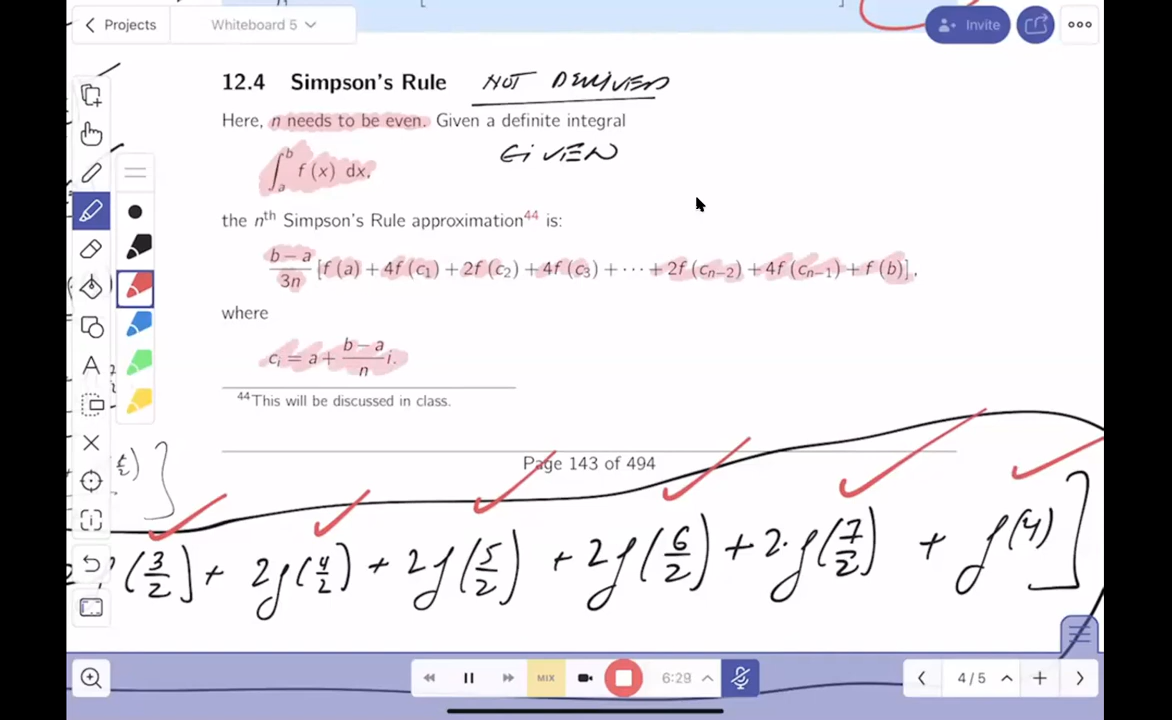 Projects
Whiteboard 5
Invite
12.4 Simpson's Rule NOT DERIVED
Here, n needs to be even. Given a definite integral
GIVEN
∫_a^b f (x) dx,
the nth Simpson's Rule approximation44 is:
b − a / 3n [f (a) + 4f (c1) + 2f (c2) + 4f (c3) + ⋯ + 2f (cn−2) + 4f (cn−1) + f (b)] ,
where
ci = a + b − a / n i.
44This will be discussed in class.
Page 143 of 494
(3/2) + 2f(4/2) + 2f(5/2) + 2f(6/2) + 2·f(7/2) + f(4)]
A
MIX
6:29
4 / 5